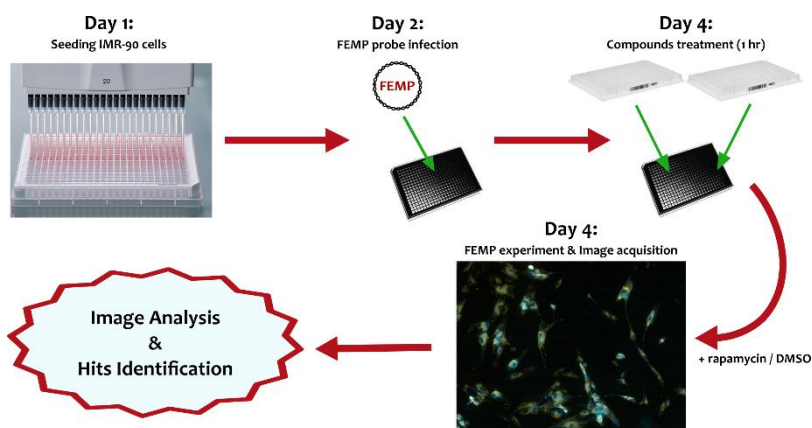 Day 1:
Seeding IMR-90 cells
Day 2:
FEMP probe infection
FEMP
Day 4:
Compounds treatment (1 hr)
Day 4:
FEMP experiment & Image acquisition
+ rapamycin / DMSO
Image Analysis
&
Hits Identification